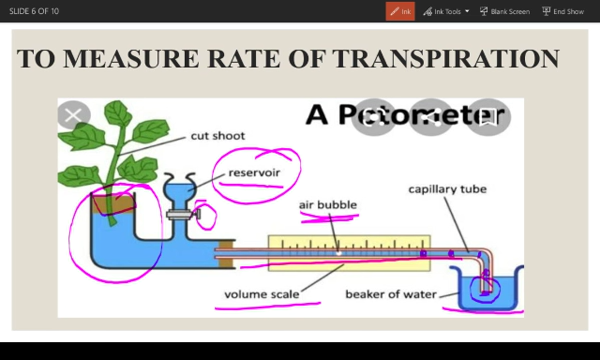 SLIDE 6 OF 10
Ink
Ink Tools
Blank Screen
End Show
TO MEASURE RATE OF TRANSPIRATION
A Potometer
cut shoot
reservoir
capillary tube
air bubble
volume scale
beaker of water